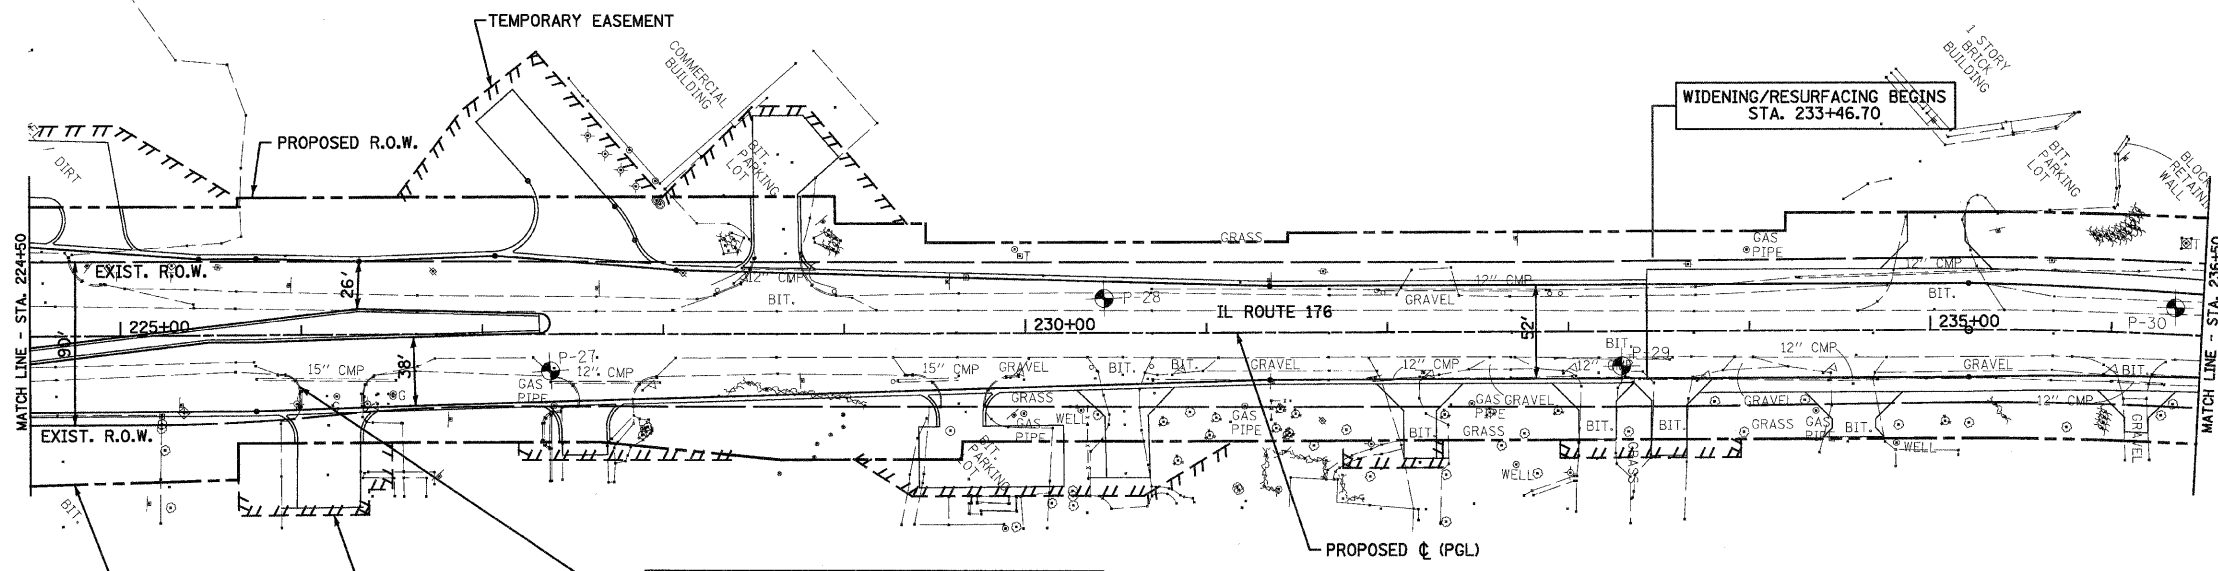 TEMPORARY EASEMENT
COMMERCIAL
BUILDING
1 STORY
BRICK
BUILDING
WIDENING/RESURFACING BEGINS
STA. 233+46.70
PROPOSED R.O.W.
DIRT
BIT.
PARKING
LOT
BIT.
PARKING
LOT
BLOCK
RETAININ
WALL
GRASS
GAS
PIPE
T
T
EXIST. R.O.W.
26'
12" CMP
BIT.
P-28
12" CMP
GRAVEL
12" CMP
BIT.
MATCH LINE - STA. 224+50
225+00
230+00
IL ROUTE 176
235+00
P-30
MATCH LINE - STA. 236+50
90'
38'
52'
P-27
15" CMP
12" CMP
GAS
PIPE
15" CMP
GRAVEL
BIT.
BIT.
GRAVEL
12" CMP
12" CMP
BIT.
P-29
12" CMP
GRAVEL
BIT.
G
GRASS
GAS
PIPE
WELL
GAS
PIPE
GAS
PIPE
GRAVEL
GRASS
BIT.
BIT.
BIT.
GRASS
GRAVEL
GRASS
GAS
PIPE
BIT.
12" CMP
GRAVEL
EXIST. R.O.W.
BIT.
PARKING
LOT
WELL
WELL
BIT.
PROPOSED ℄ (PGL)